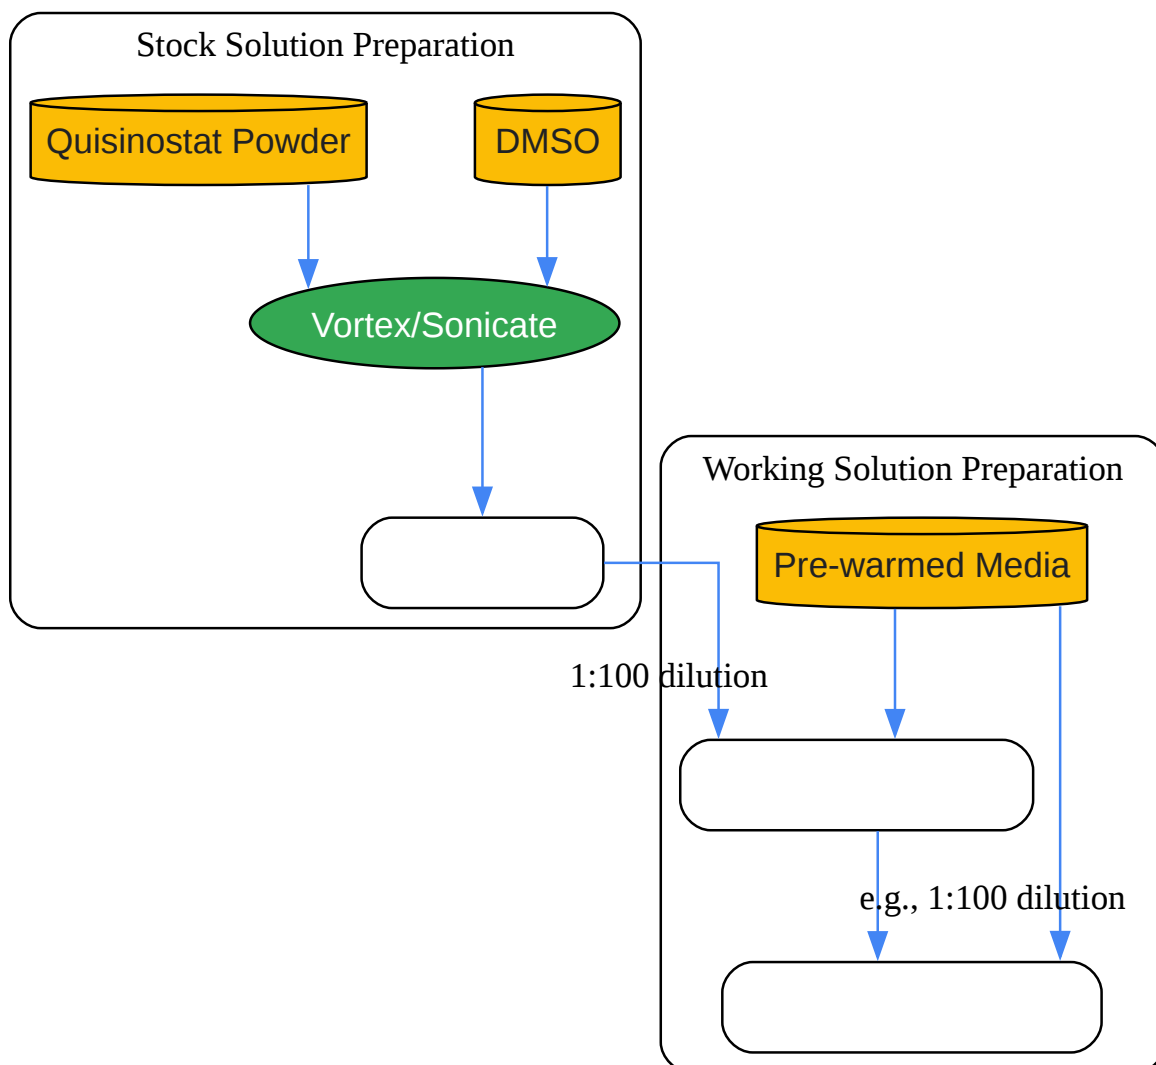 Stock Solution Preparation
Quisinostat Powder
DMSO
Vortex/Sonicate
Working Solution Preparation
Pre-warmed Media
1:100 dilution
e.g., 1:100 dilution